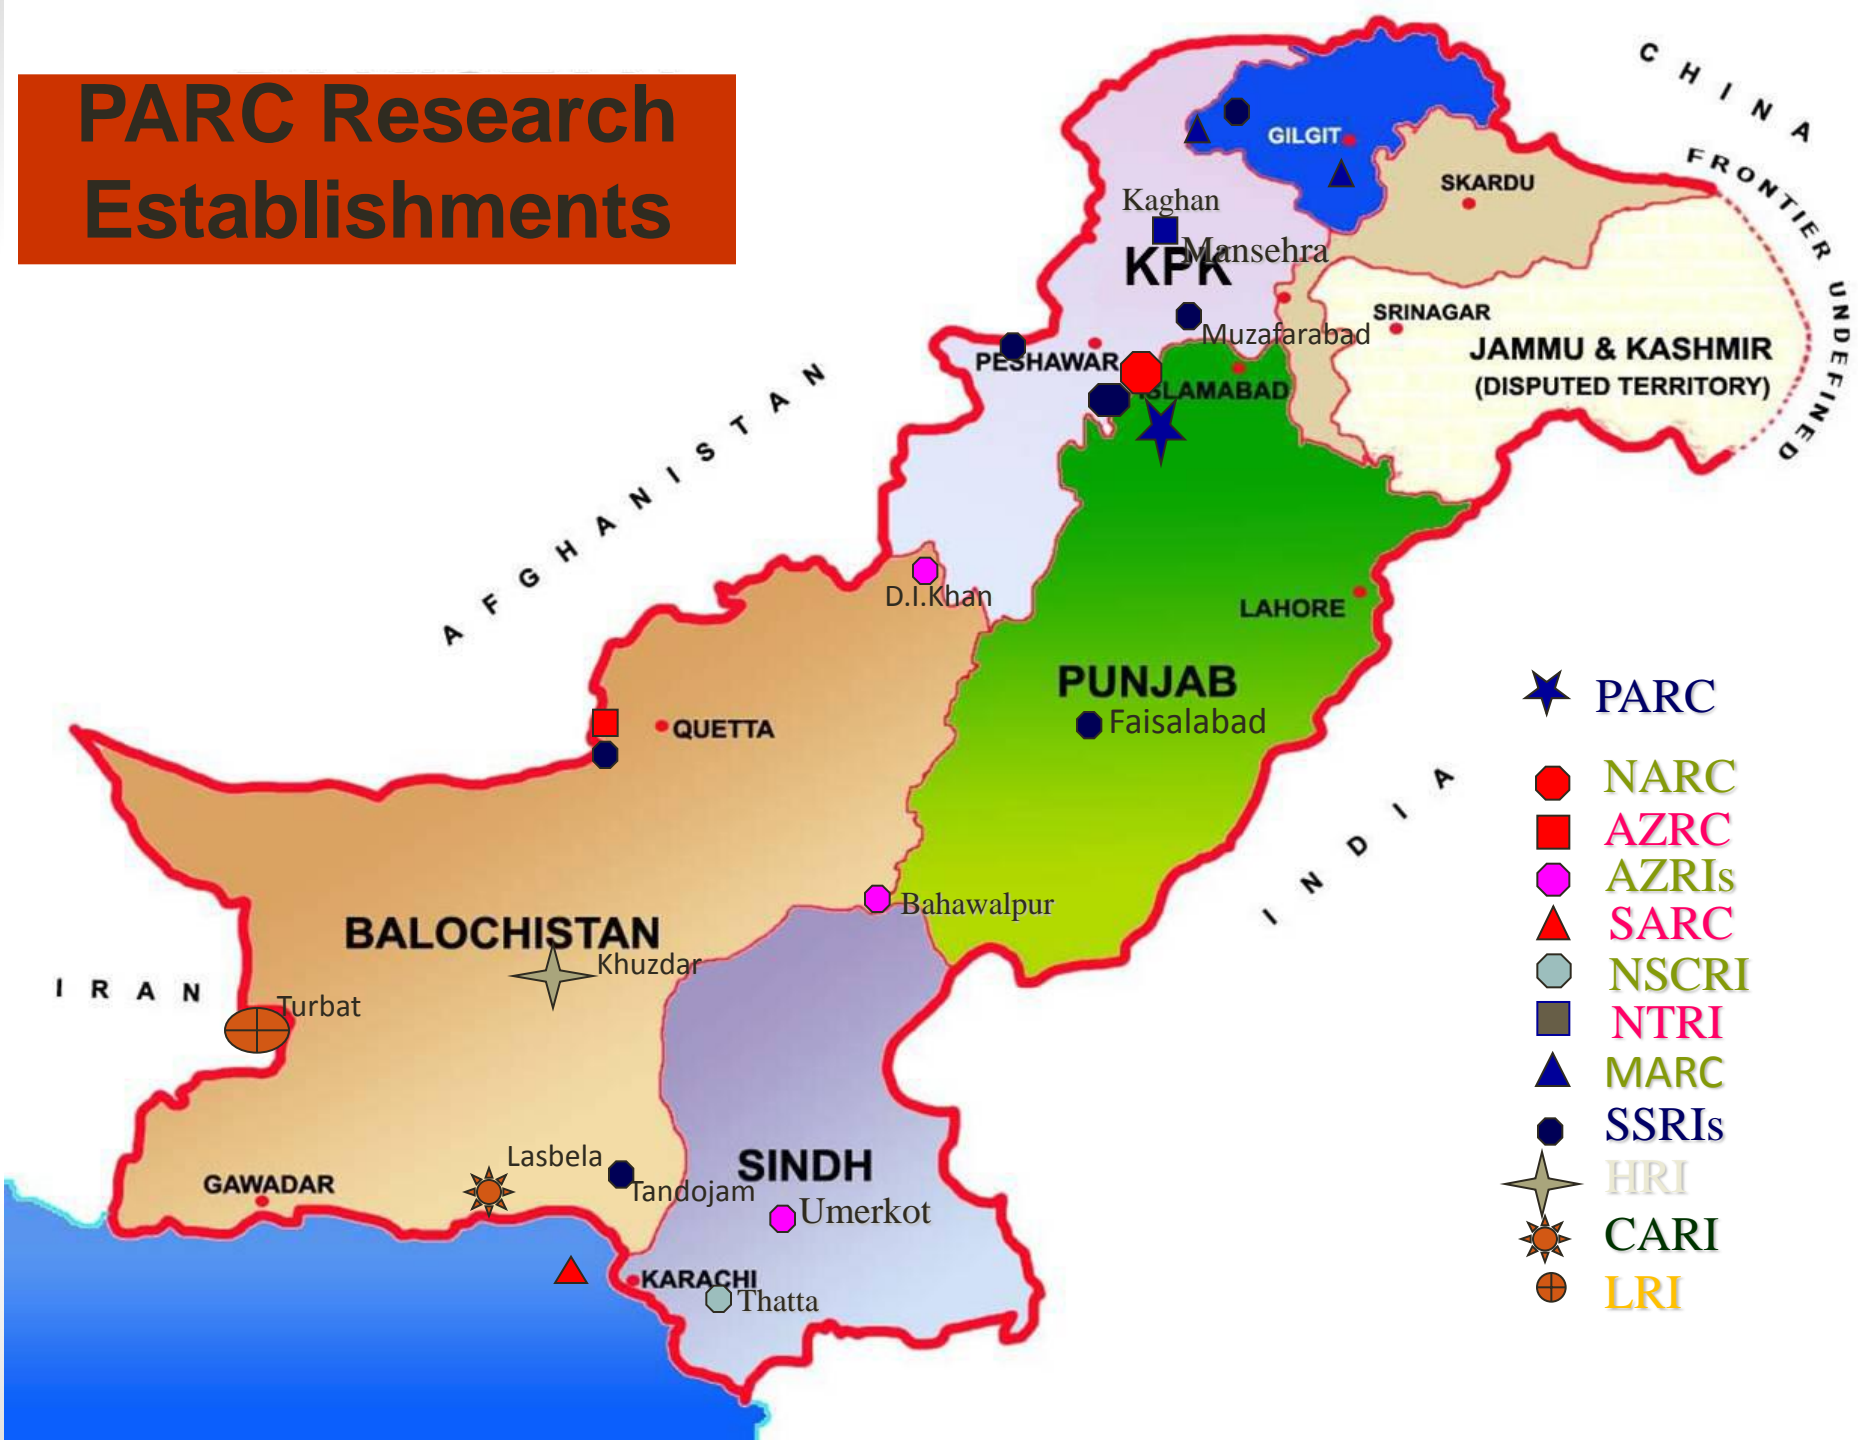 PARC Research
Establishments
CHINA
FRONTIER UNDEFINED
GILGIT
SKARDU
Kaghan
Mansehra
KPK
SRINAGAR
Muzafarabad
JAMMU & KASHMIR
(DISPUTED TERRITORY)
PESHAWAR
ISLAMABAD
AFGHANISTAN
D.I.Khan
LAHORE
PUNJAB
Faisalabad
QUETTA
INDIA
Bahawalpur
BALOCHISTAN
Khuzdar
IRAN
Turbat
Lasbela
SINDH
GAWADAR
Tandojam
Umerkot
KARACHI
Thatta
PARC
NARC
AZRC
AZRIs
SARC
NSCRI
NTRI
MARC
SSRIs
HRI
CARI
LRI